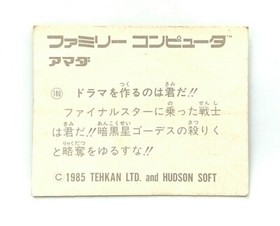 ファミリー コンピュータ™
アマダ
ドラマを作るのは君だ!!
ファイナルスターに乗った戦士
は君だ!!暗黒星ゴーデスの殺りく
と略奪をゆるすな!!
© 1985 TEHKAN LTD. and HUDSON SOFT